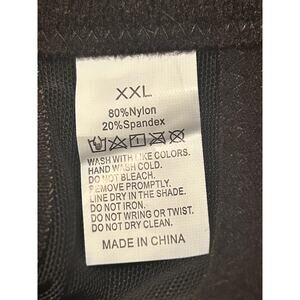 XXL
80%Nylon
20%Spandex
WASH WITH LIKE COLORS.
HAND WASH COLD.
DO NOT BLEACH.
REMOVE PROMPTLY.
LINE DRY IN THE SHADE.
DO NOT IRON.
DO NOT WRING OR TWIST.
DO NOT DRY CLEAN.
MADE IN CHINA